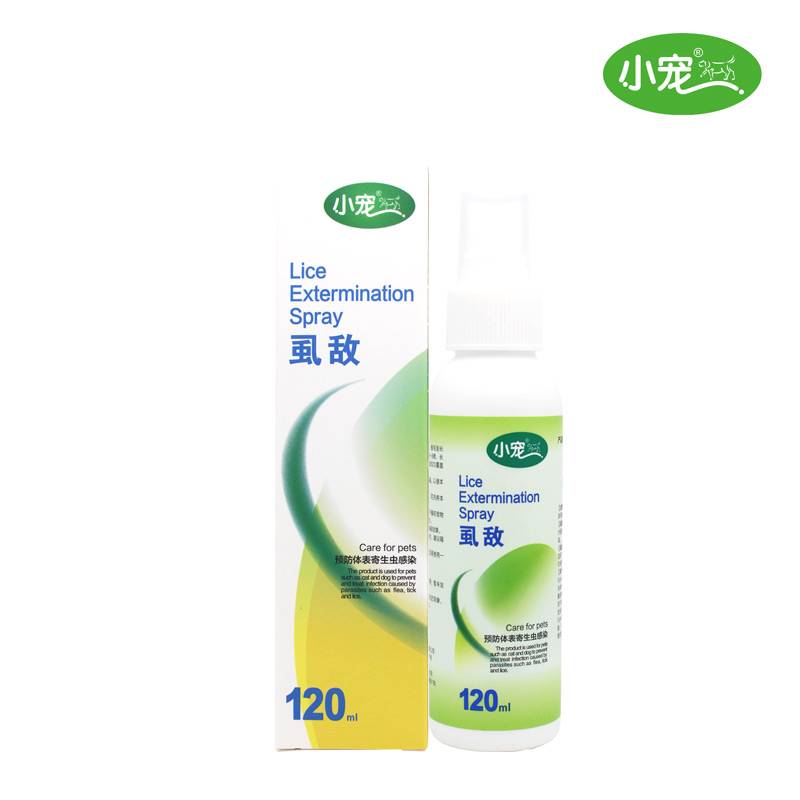 小宠®
小宠®
Lice
Extermination
Spray
虱敌
Care for pets
预防体表寄生虫感染
The product is used for pets
such as cat and dog to prevent
and treat infection caused by
parasites such as flea, tick
and lice.
120ml
小宠®
Lice
Extermination
Spray
虱敌
Care for pets
预防体表寄生虫感染
The product is used for pets
such as cat and dog to prevent
and treat infection caused by
parasites such as flea, tick
and lice.
120ml